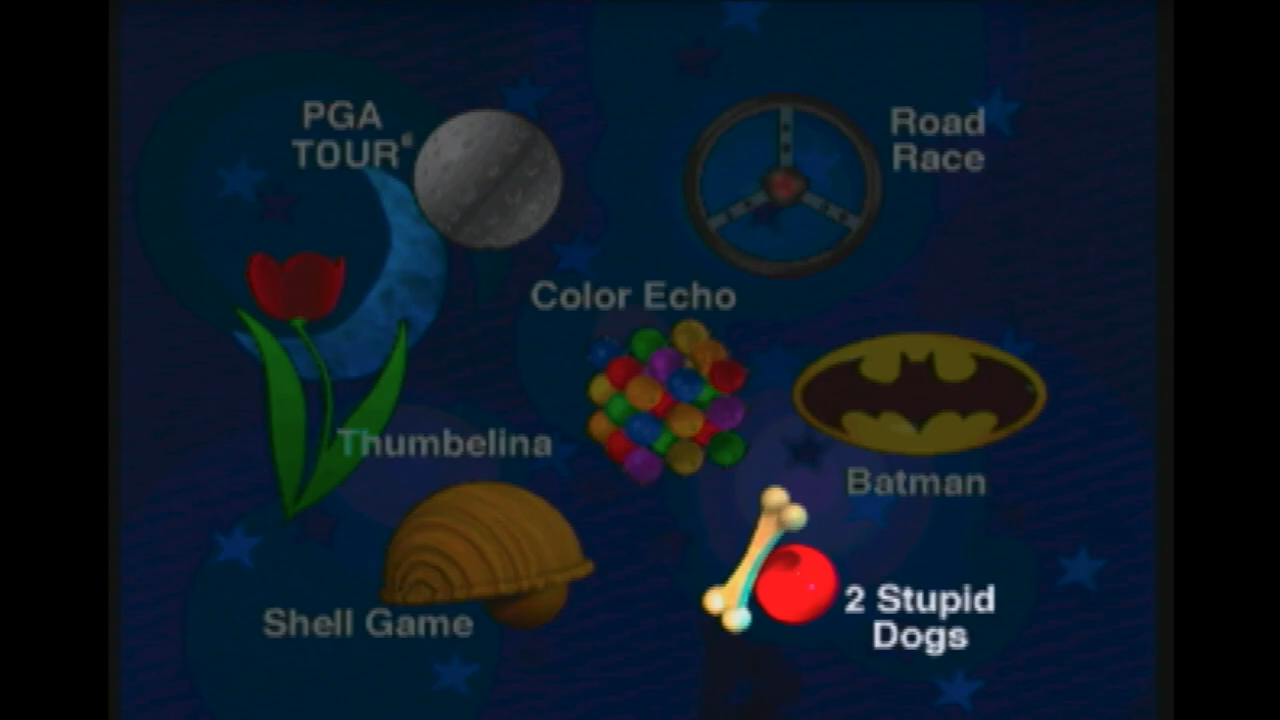 PGA
TOUR
Road
Race
Color Echo
Thumbelina
Batman
Shell Game
2 Stupid
Dogs